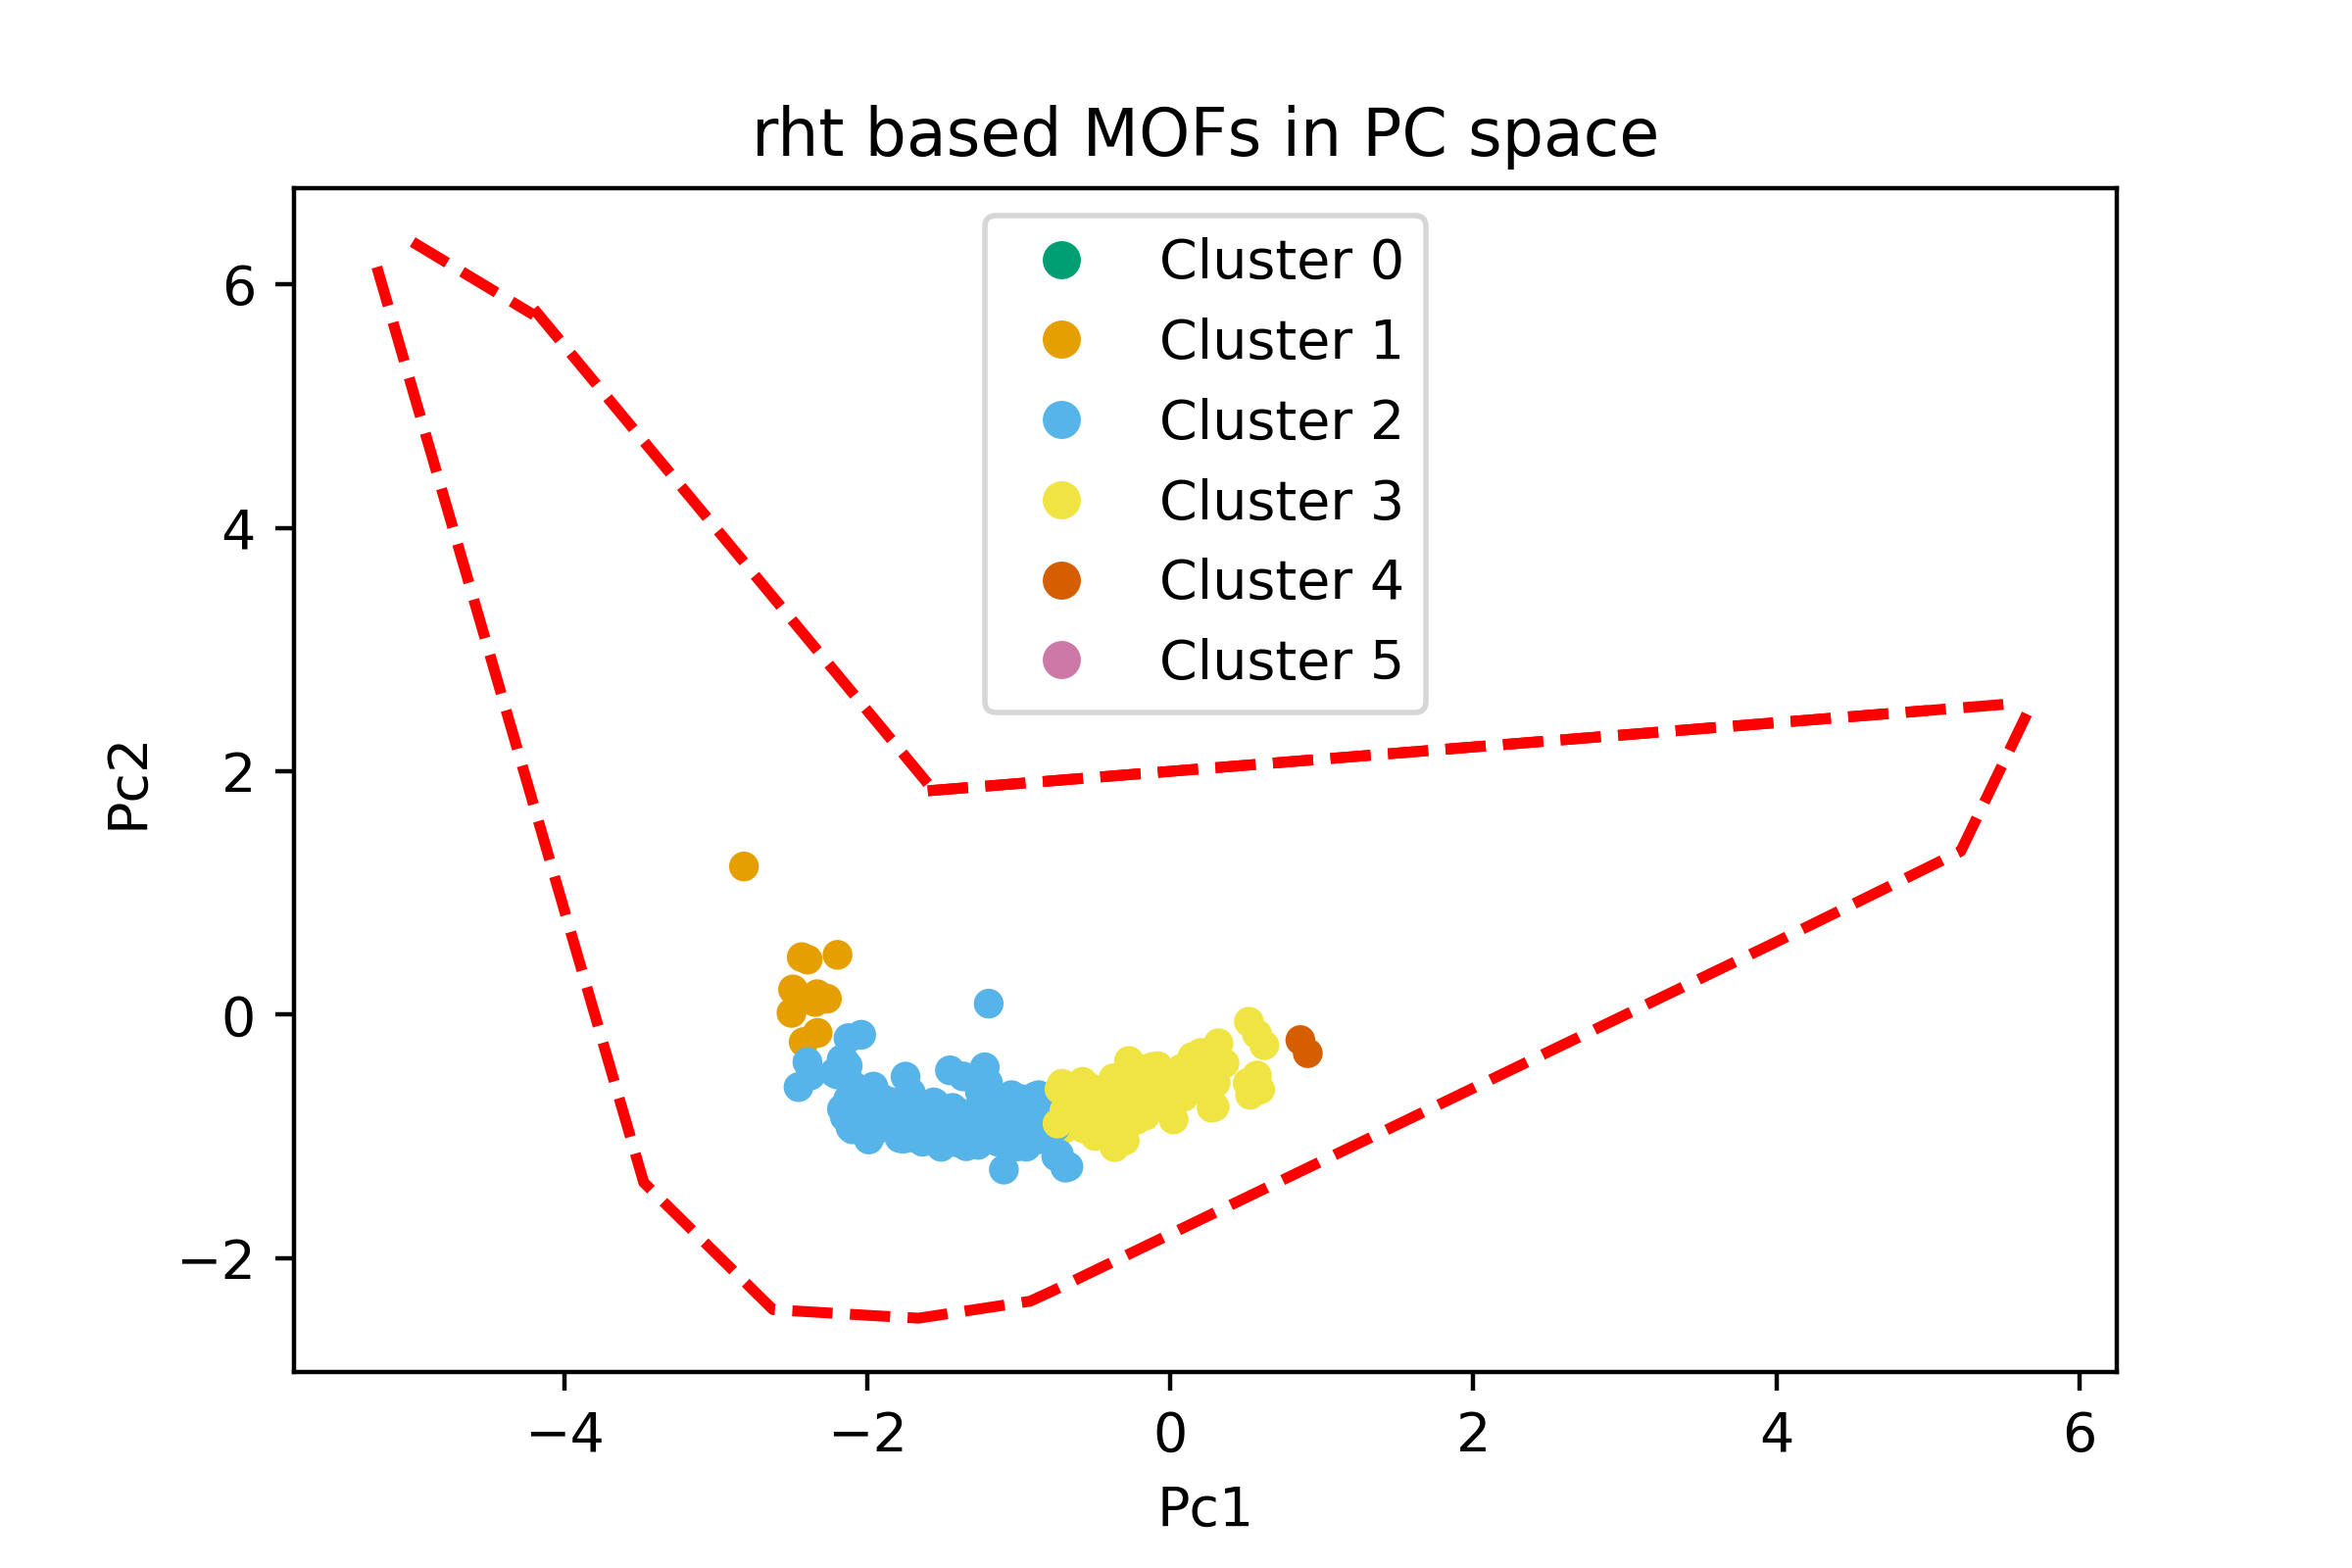 rht based MOFs in PC space
Cluster 0
Cluster 1
Cluster 2
Cluster 3
Cluster 4
Cluster 5
6
4
2
0
−2
Pc2
−4 −2 0 2 4 6
Pc1